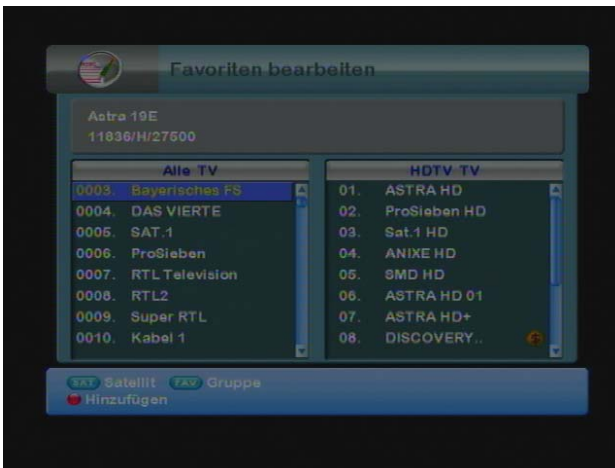 Favoriten bearbeiten
Astra 19E
11836/H/27500
Alle TV
0003. Bayerisches FS
0004. DAS VIERTE
0005. SAT.1
0006. ProSieben
0007. RTL Television
0008. RTL2
0009. Super RTL
0010. Kabel 1
HDTV TV
01. ASTRA HD
02. ProSieben HD
03. Sat.1 HD
04. ANIXE HD
05. SMD HD
06. ASTRA HD 01
07. ASTRA HD+
08. DISCOVERY..
SAT Satellit FAV Gruppe
Hinzufügen